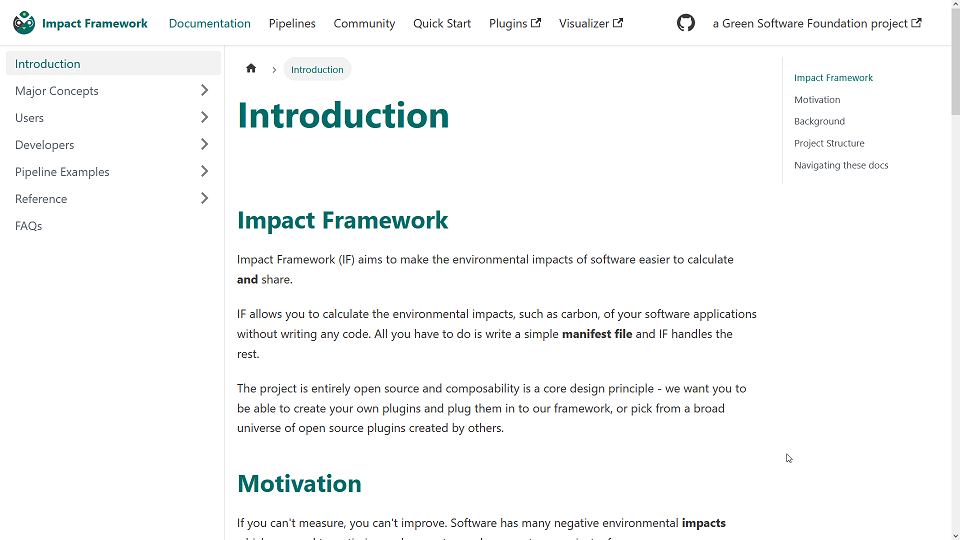 Impact Framework
Documentation
Pipelines
Community
Quick Start
Plugins
Visualizer
a Green Software Foundation project
Introduction
Major Concepts
Users
Developers
Pipeline Examples
Reference
FAQs
Introduction
Introduction
Impact Framework
Impact Framework (IF) aims to make the environmental impacts of software easier to calculate
and share.
IF allows you to calculate the environmental impacts, such as carbon, of your software applications
without writing any code. All you have to do is write a simple manifest file and IF handles the
rest.
The project is entirely open source and composability is a core design principle - we want you to
be able to create your own plugins and plug them in to our framework, or pick from a broad
universe of open source plugins created by others.
Motivation
If you can't measure, you can't improve. Software has many negative environmental impacts
Impact Framework
Motivation
Background
Project Structure
Navigating these docs